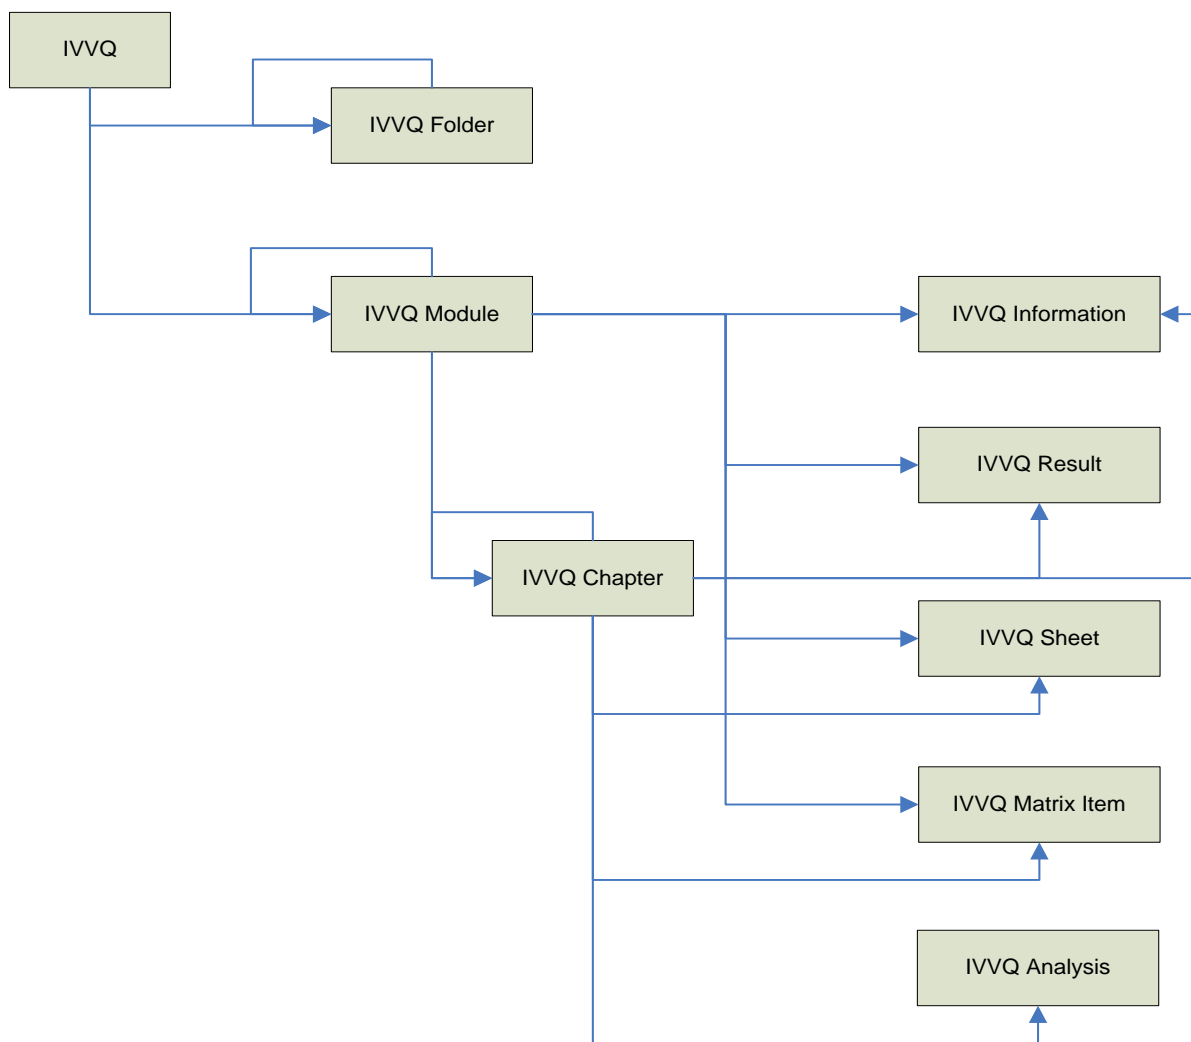 IVVQ
IVVQ Folder
IVVQ Module
IVVQ Information
IVVQ Result
IVVQ Chapter
IVVQ Sheet
IVVQ Matrix Item
IVVQ Analysis